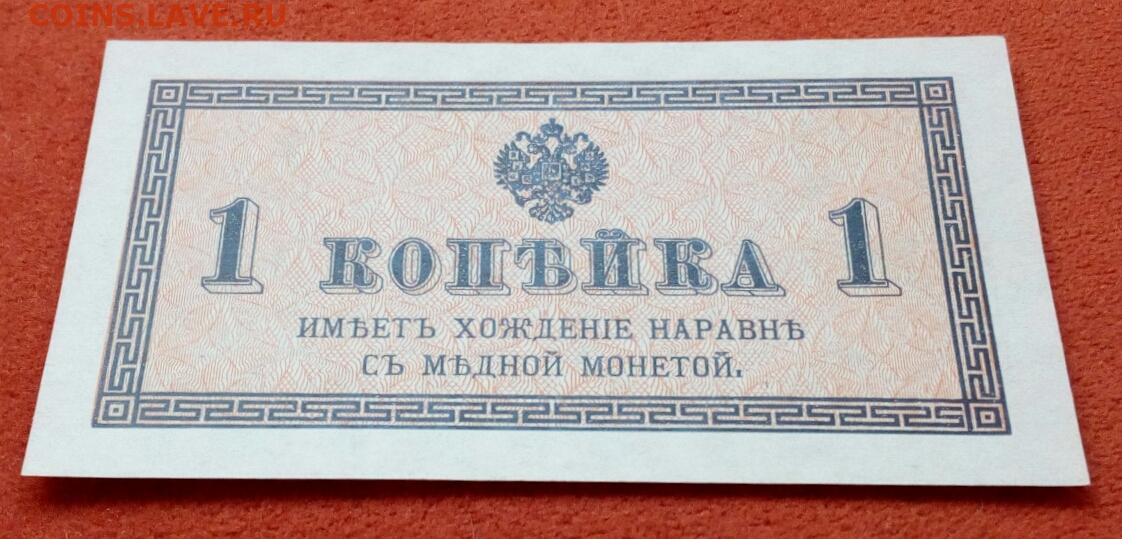 COINS.LAVE.RU
1 КОПѢЙКА 1
ИМѢЕТЪ ХОЖДЕНІЕ НАРАВНѢ
СЪ МѢДНОЙ МОНЕТОЙ.